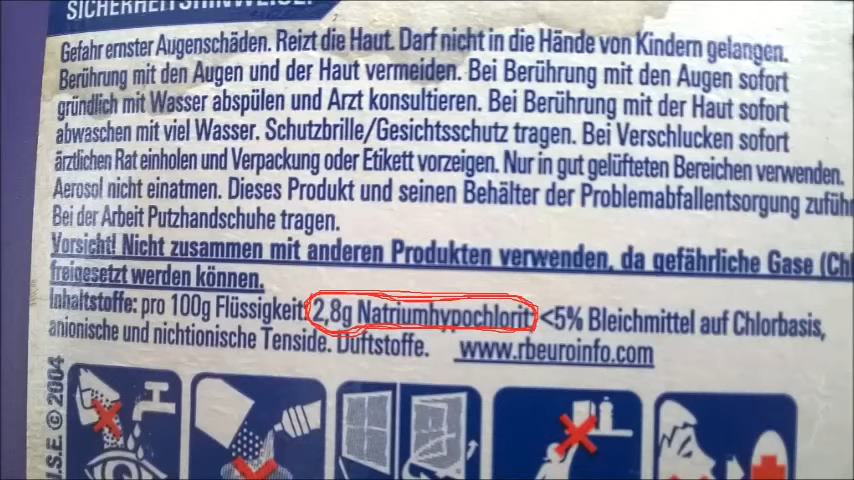 SICHERHEITSHINWEISE:
Gefahr ernster Augenschäden. Reizt die Haut. Darf nicht in die Hände von Kindern gelangen.
Berührung mit den Augen und der Haut vermeiden. Bei Berührung mit den Augen sofort
gründlich mit Wasser abspülen und Arzt konsultieren. Bei Berührung mit der Haut sofort
abwaschen mit viel Wasser. Schutzbrille/Gesichtsschutz tragen. Bei Verschlucken sofort
ärztlichen Rat einholen und Verpackung oder Etikett vorzeigen. Nur in gut gelüfteten Bereichen verwenden.
Aerosol nicht einatmen. Dieses Produkt und seinen Behälter der Problemabfallentsorgung zuführ
Bei der Arbeit Putzhandschuhe tragen.
Vorsicht! Nicht zusammen mit anderen Produkten verwenden, da gefährliche Gase (Chl
freigesetzt werden können.
Inhaltstoffe: pro 100g Flüssigkeit 2,8g Natriumhypochlorit <5% Bleichmittel auf Chlorbasis,
anionische und nichtionische Tenside. Duftstoffe. www.rbeuroinfo.com
I.S.E. © 2004